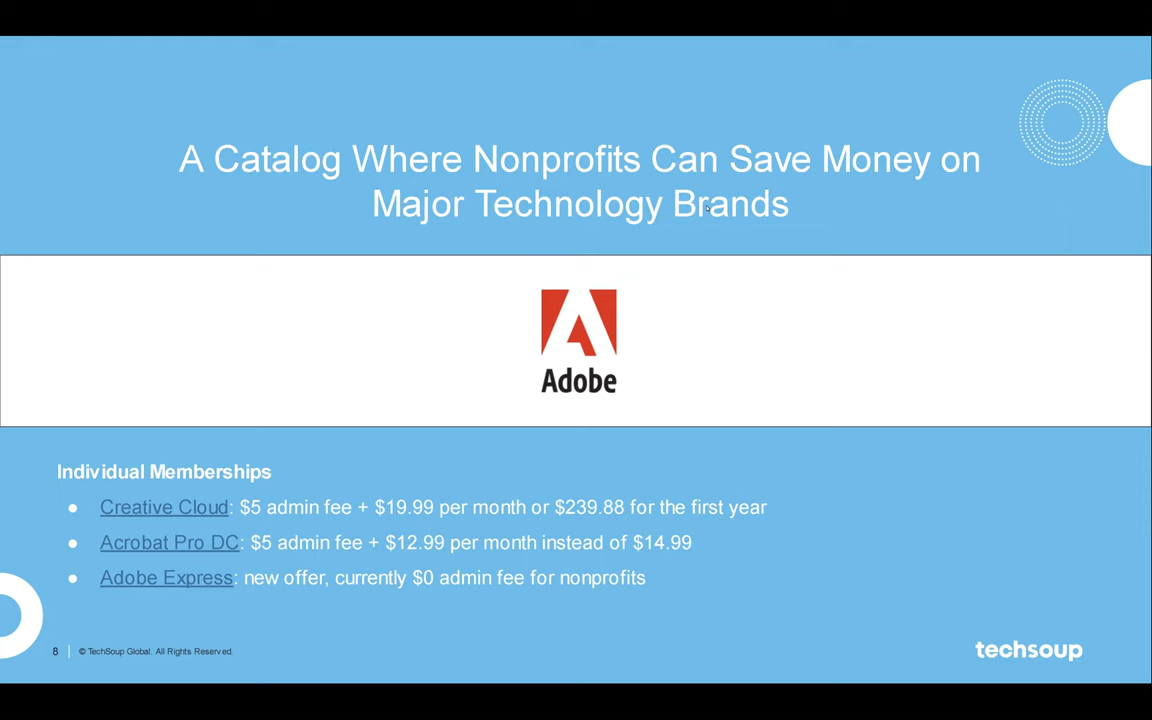 A Catalog Where Nonprofits Can Save Money on
Major Technology Brands
Adobe
Individual Memberships
● Creative Cloud: $5 admin fee + $19.99 per month or $239.88 for the first year
● Acrobat Pro DC: $5 admin fee + $12.99 per month instead of $14.99
● Adobe Express: new offer, currently $0 admin fee for nonprofits
8 | © TechSoup Global. All Rights Reserved.
techsoup